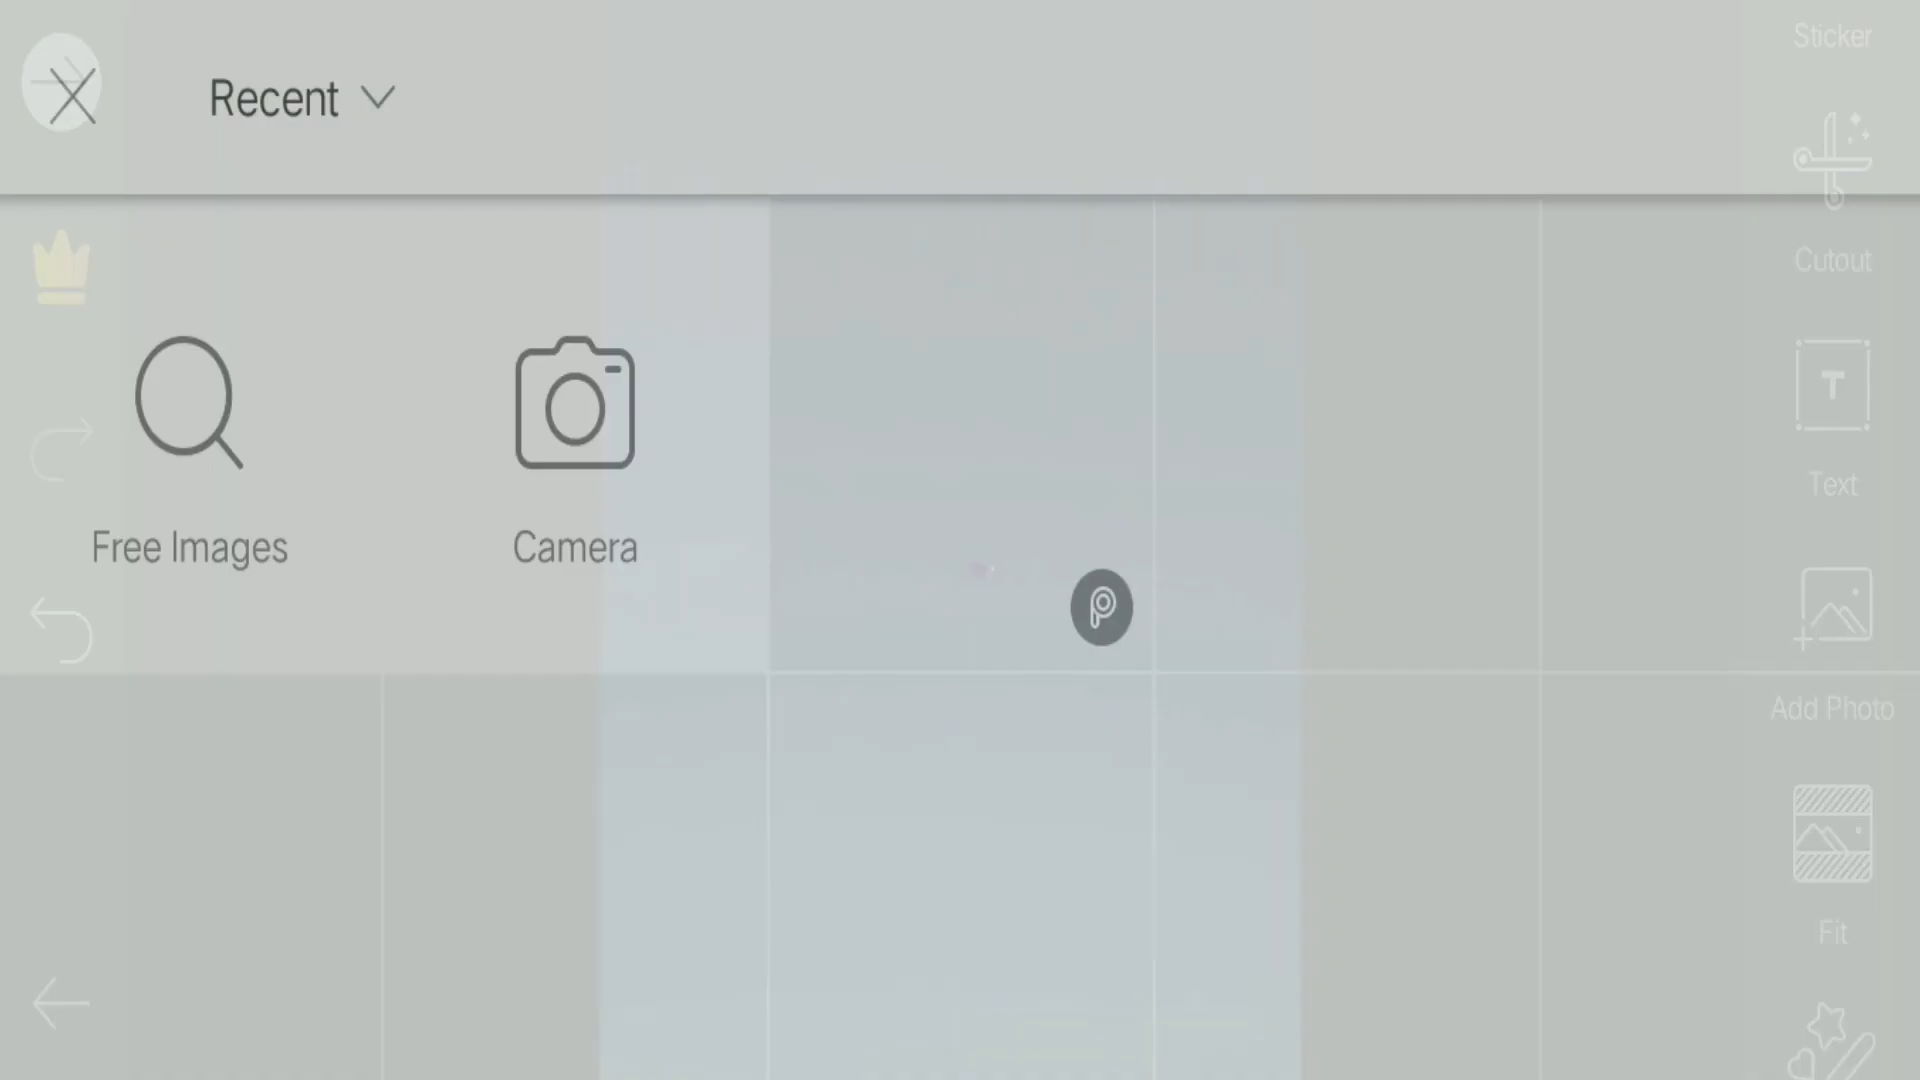 Sticker
Recent
Cutout
Text
Free Images
Camera
Add Photo
Fit